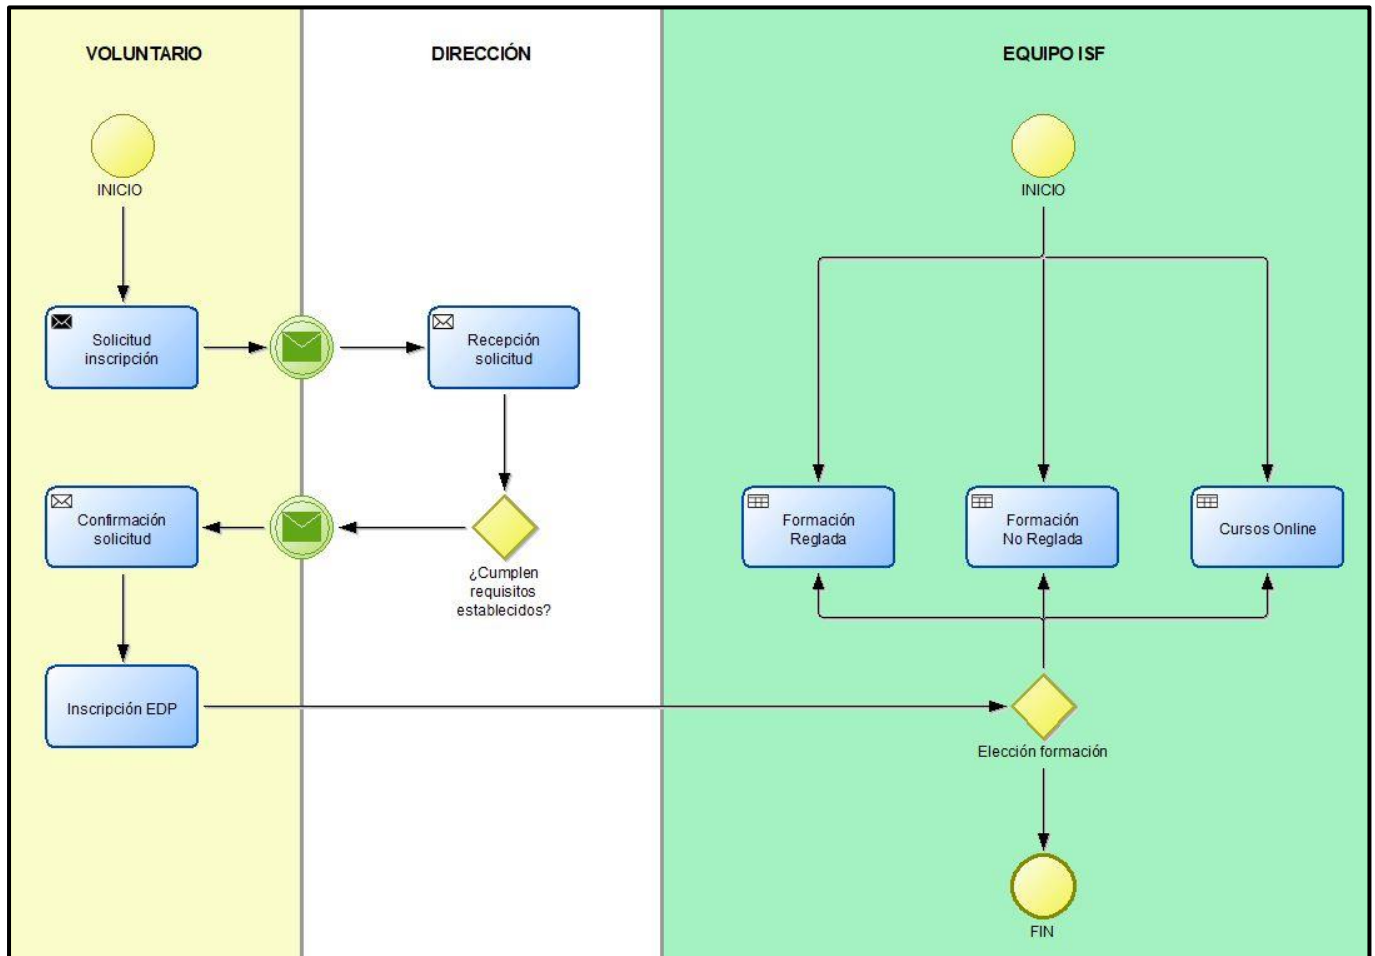 VOLUNTARIO
DIRECCIÓN
EQUIPO ISF
INICIO
INICIO
Solicitud
inscripción
Recepción
solicitud
Confirmación
solicitud
¿Cumplen
requisitos
establecidos?
Formación
Reglada
Formación
No Reglada
Cursos Online
Inscripción EDP
Elección formación
FIN